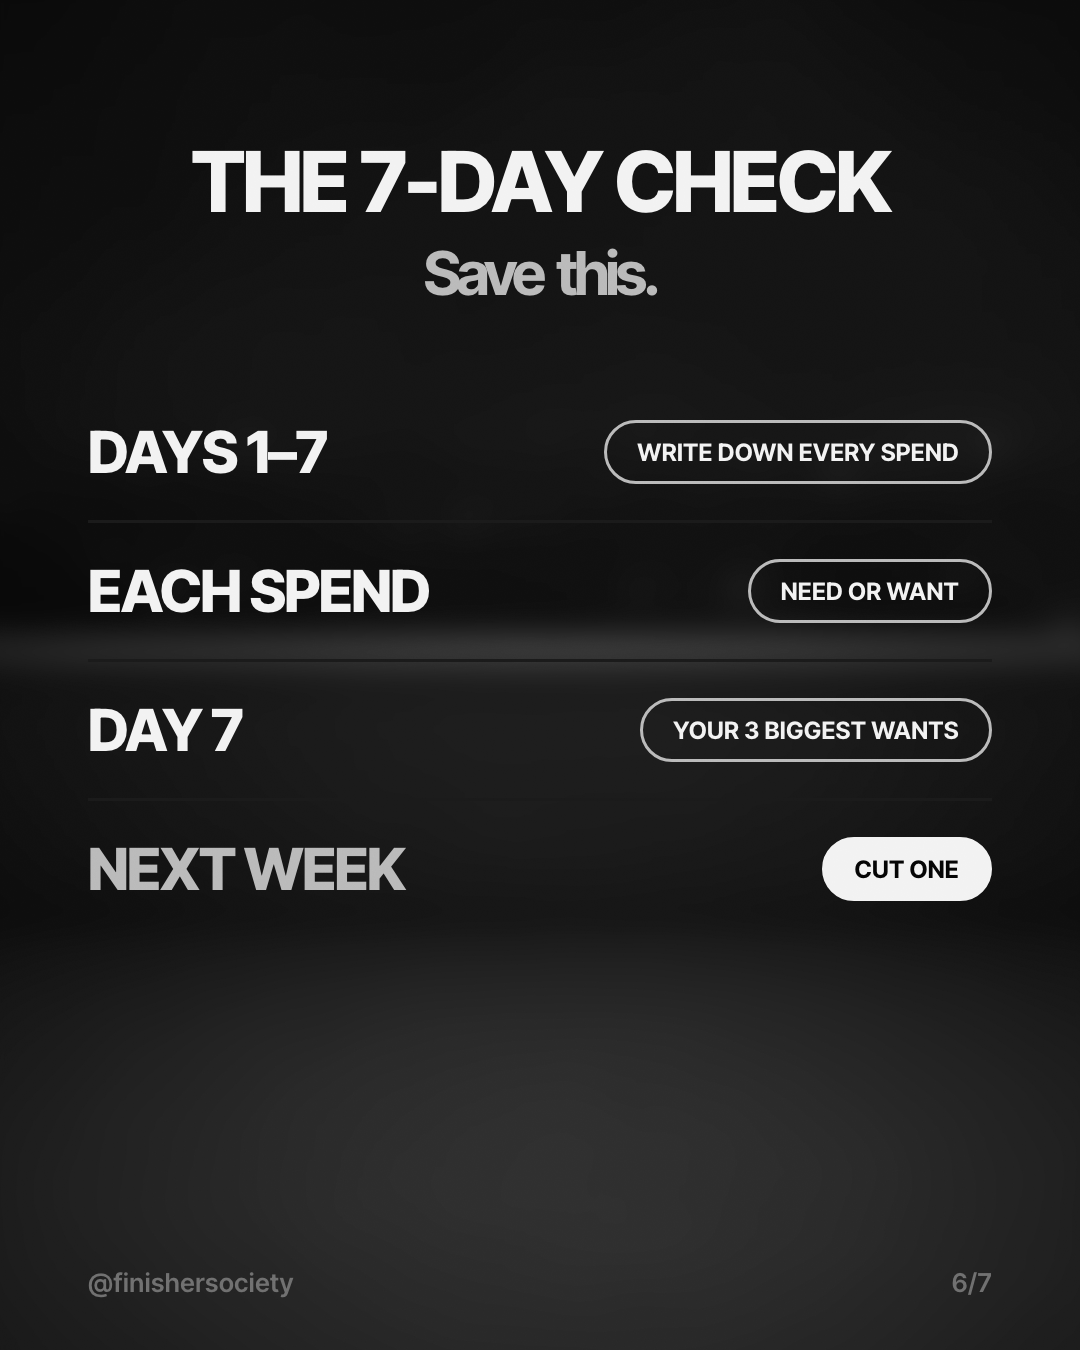 THE 7-DAY CHECK
Save this.
DAYS 1–7
WRITE DOWN EVERY SPEND
EACH SPEND
NEED OR WANT
DAY 7
YOUR 3 BIGGEST WANTS
NEXT WEEK
CUT ONE
@finishersociety
6/7